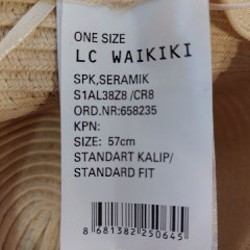 ONE SIZE
LC WAIKIKI
SPK,SERAMIK
S1AL38Z8 /CR8
ORD.NR:658235
KPN:
SIZE: 57cm
STANDART KALIP/
STANDARD FIT
8 681382 250645